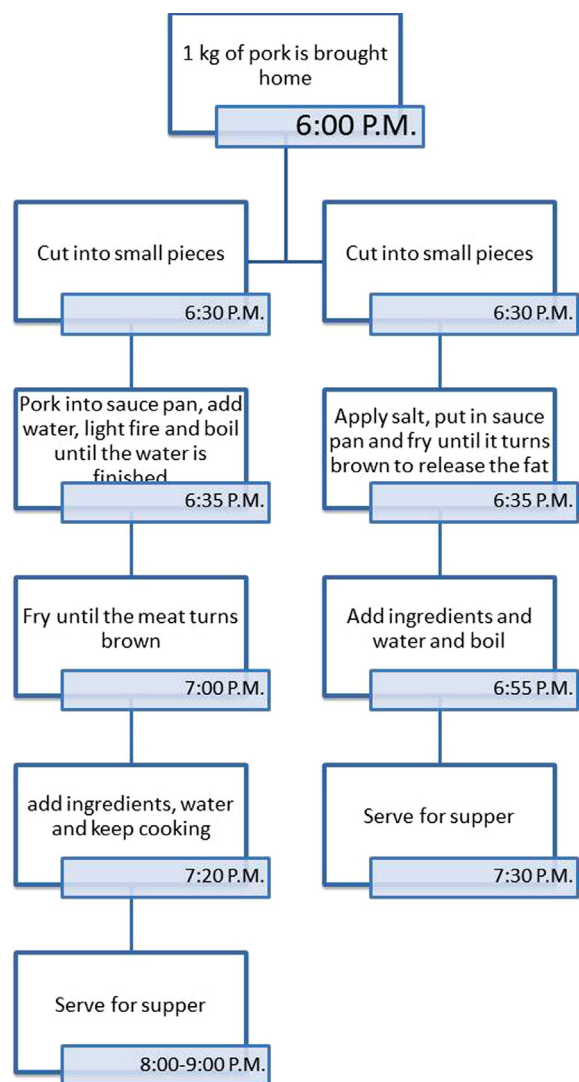 1 kg of pork is brought
home
6:00 P.M.
Cut into small pieces
6:30 P.M.
Pork into sauce pan, add
water, light fire and boil
until the water is
finished
6:35 P.M.
Fry until the meat turns
brown
7:00 P.M.
add ingredients, water
and keep cooking
7:20 P.M.
Serve for supper
8:00-9:00 P.M.
Cut into small pieces
6:30 P.M.
Apply salt, put in sauce
pan and fry until it turns
brown to release the fat
6:35 P.M.
Add ingredients and
water and boil
6:55 P.M.
Serve for supper
7:30 P.M.